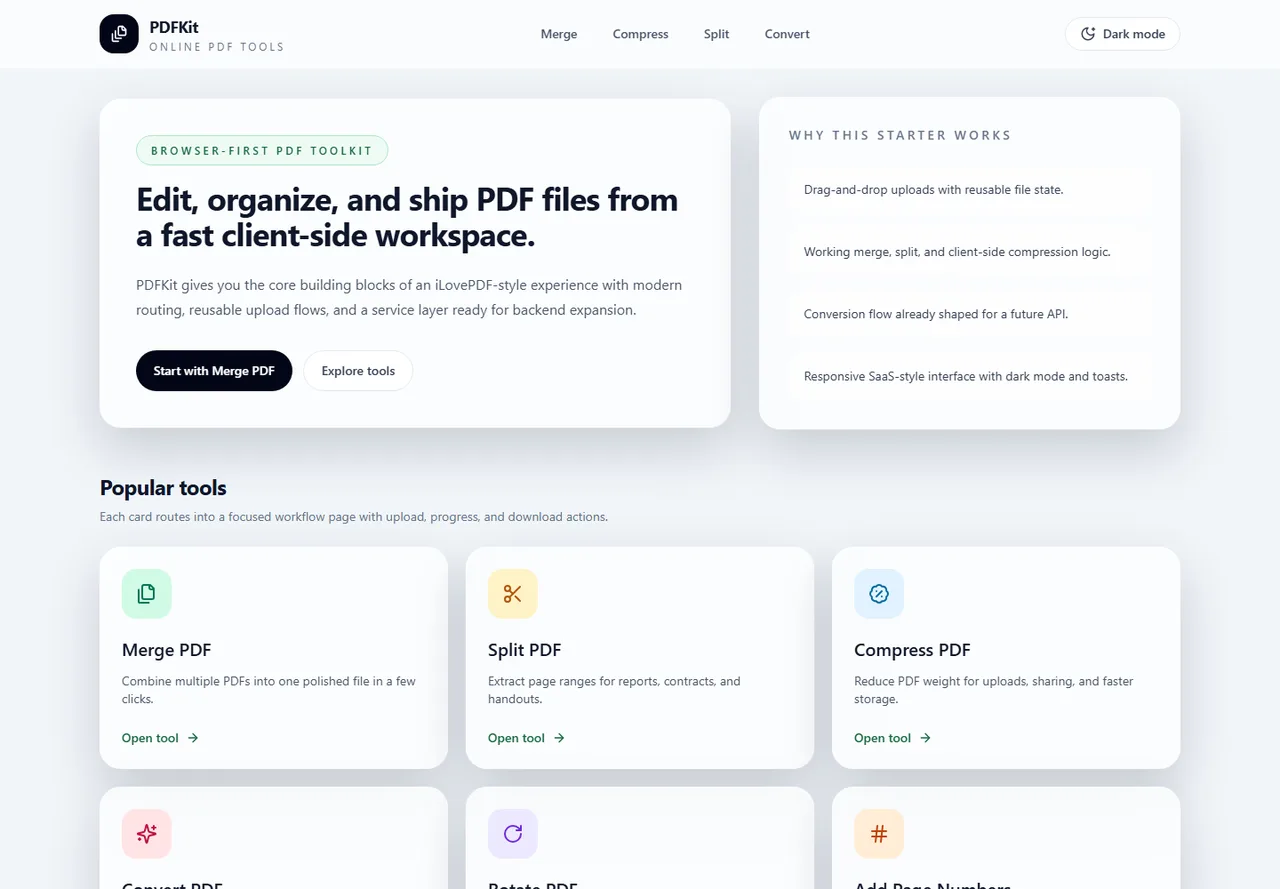 PDFKit
ONLINE PDF TOOLS
Merge
Compress
Split
Convert
Dark mode
BROWSER-FIRST PDF TOOLKIT
Edit, organize, and ship PDF files from
a fast client-side workspace.
PDFKit gives you the core building blocks of an iLovePDF-style experience with modern
routing, reusable upload flows, and a service layer ready for backend expansion.
Start with Merge PDF
Explore tools
WHY THIS STARTER WORKS
Drag-and-drop uploads with reusable file state.
Working merge, split, and client-side compression logic.
Conversion flow already shaped for a future API.
Responsive SaaS-style interface with dark mode and toasts.
Popular tools
Each card routes into a focused workflow page with upload, progress, and download actions.
Merge PDF
Combine multiple PDFs into one polished file in a few
clicks.
Open tool
Split PDF
Extract page ranges for reports, contracts, and
handouts.
Open tool
Compress PDF
Reduce PDF weight for uploads, sharing, and faster
storage.
Open tool
Convert PDF
Rotate PDF
Add Page Numbers